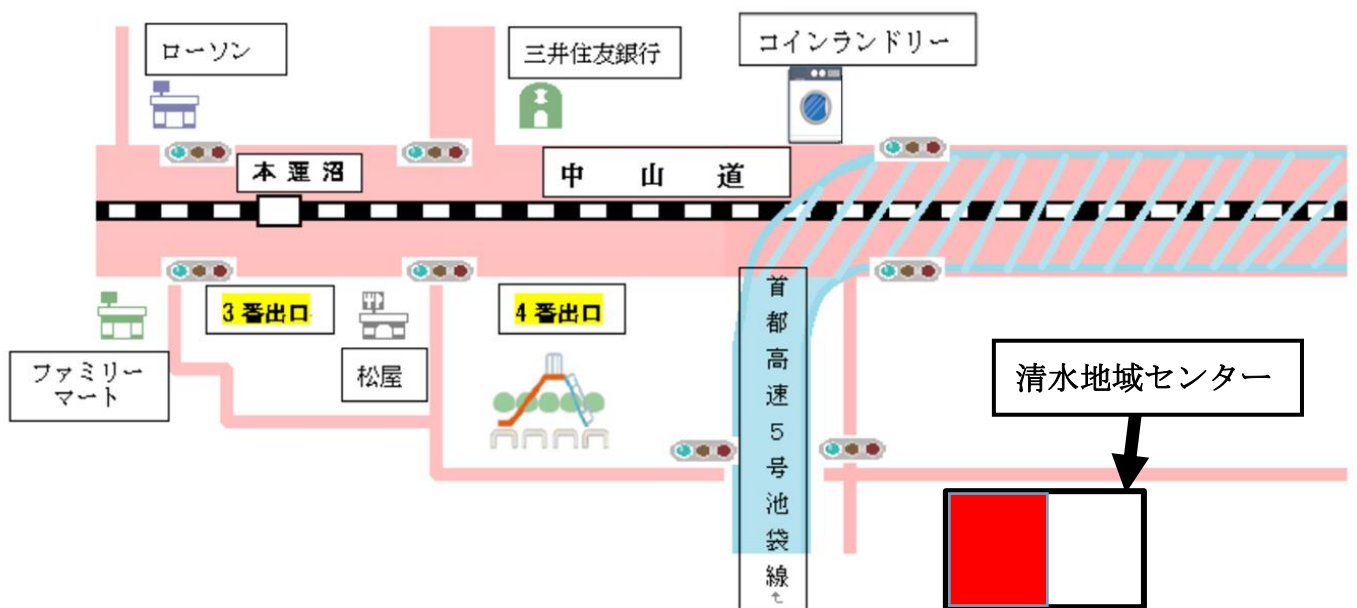 ローソン
三井住友銀行
コインランドリー
本蓮沼
中山道
3番出口
4番出口
ファミリー
マート
松屋
首都高速5号池袋線
清水地域センター